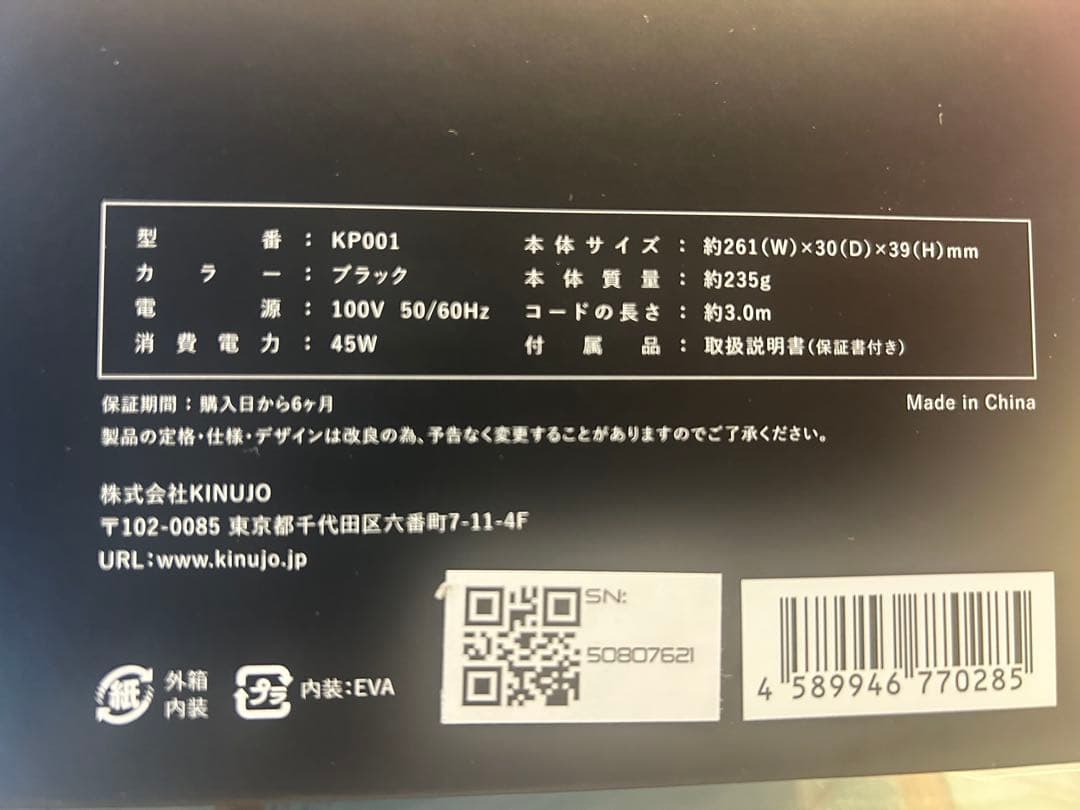 型番：KP001
カラー：ブラック
電源：100V 50/60Hz
消費電力：45W
本体サイズ：約261(W)×30(D)×39(H)mm
本体質量：約235g
コードの長さ：約3.0m
付属品：取扱説明書(保証書付き)
保証期間：購入日から6ヶ月
Made in China
製品の定格・仕様・デザインは改良の為、予告なく変更することがありますのでご了承ください。
株式会社KINUJO
〒102-0085 東京都千代田区六番町7-11-4F
URL:www.kinujo.jp
紙
外箱
内装
プラ
内装:EVA
SN:
50807621
4 589946 770285